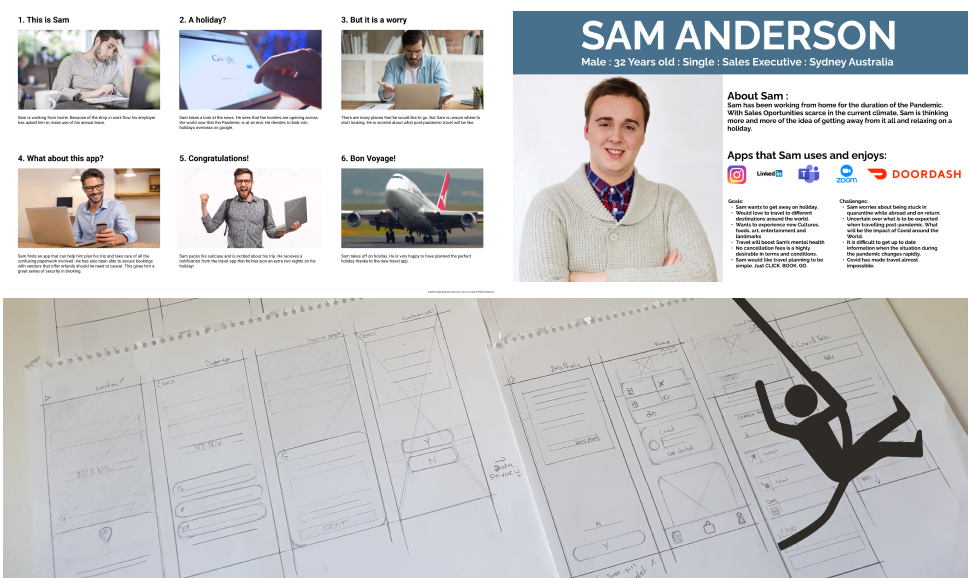 1. This is Sam
Sam is working from home. Because of the drop in work flow his employer
has asked him to make use of his annual leave.
2. A holiday?
Google
Sam takes a look at the news. He sees that the borders are opening across
the world now that the Pandemic is at an end. He decides to look into
holidays overseas on google.
3. But it is a worry
There are many places that he would like to go. But Sam is unsure where to
start looking. He is worried about what post-pandemic travel will be like
4. What about this app?
Sam finds an app that can help him plan his trip and take care of all the
confusing paperwork involved. He has also been able to secure bookings
with vendors that offer refunds should he need to cancel. This gives him a
great sense of security in booking.
5. Congratulations!
Sam packs his suitcase and is excited about his trip. He recieves a
notification from the travel app that he has won an extra two nights on his
holiday!
6. Bon Voyage!
Sam takes off on holiday. He is very happy to have planned the perfect
holiday thanks to the new travel app.
SAM ANDERSON
Male : 32 Years old : Single : Sales Executive : Sydney Australia
About Sam :
Sam has been working from home for the duration of the Pandemic.
With Sales Oportunities scarce in the current climate, Sam is thinking
more and more of the idea of getting away from it all and relaxing on a
holiday.
Apps that Sam uses and enjoys:
LinkedIn
zoom
DOORDASH
Goals:
• Sam wants to get away on holiday.
• Would love to travel to different
destinations around the world.
• Wants to experience new Cultures,
foods, art, entertainment and
landmarks
• Travel will boost Sam's mental health
• No cancellation fees is a highly
desirable in terms and conditions.
• Sam would like travel planning to be
simple. Just CLICK. BOOK. GO.
Challenges:
• Sam worries about being stuck in
quarantine while abroad and on return.
• Uncertain over what is to be expected
when travelling post-pandemic. What
will be the impact of Covid around the
World.
• It is difficult to get up to date
information when the situation during
the pandemic changes rapidly.
• Covid has made travel almost
impossible.
NOT NOW
G
Y
N
Data
Privacy
Home
Covid
Get started
N
Y
Covid